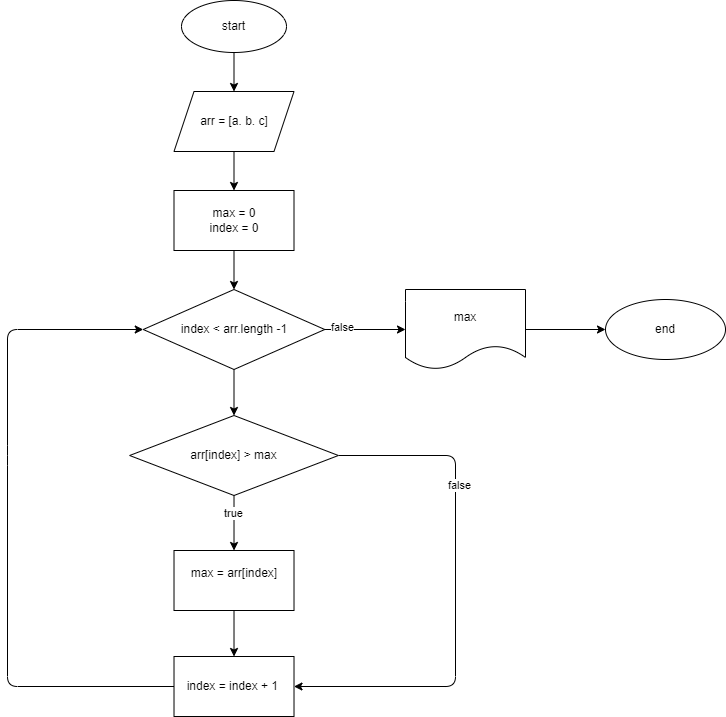 start
arr = [a. b. c]
max = 0
index = 0
index < arr.length -1
false
max
end
arr[index] > max
false
true
max = arr[index]
index = index + 1